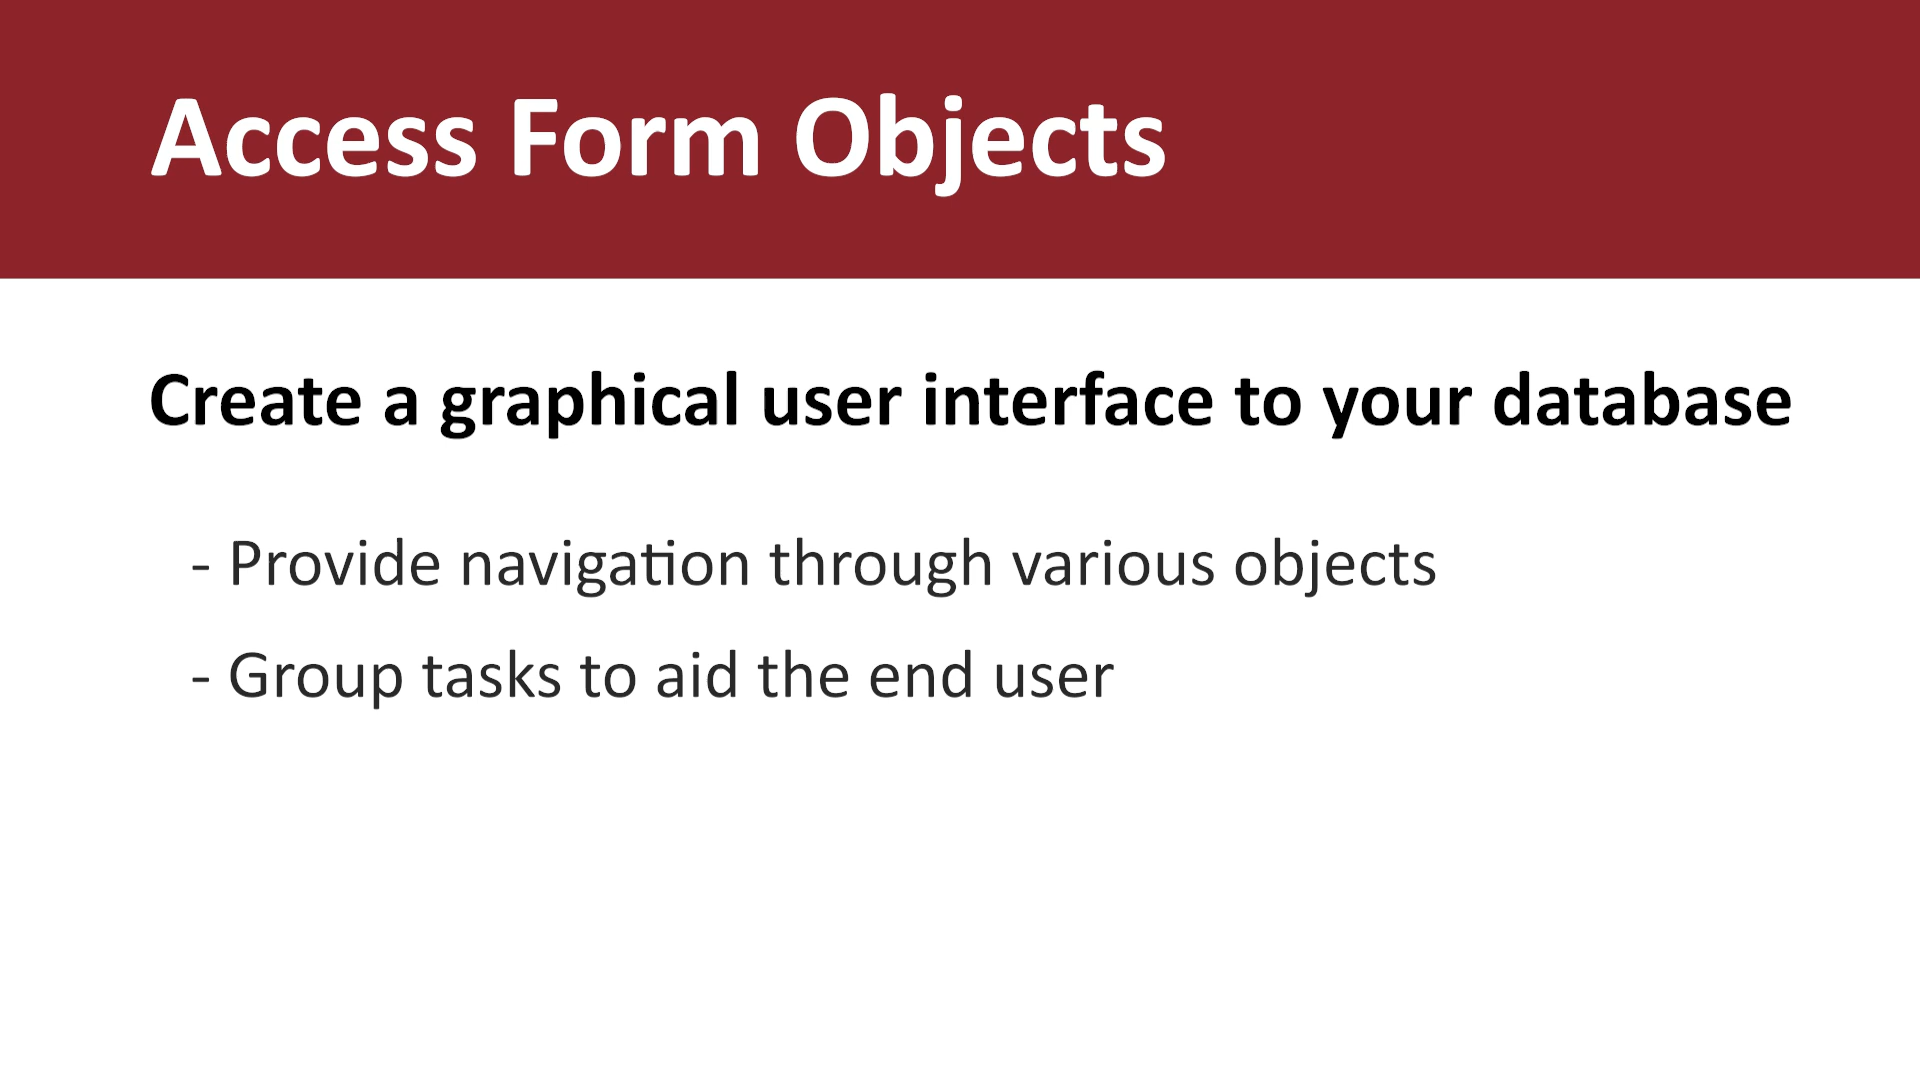 Access Form Objects
Create a graphical user interface to your database
- Provide navigation through various objects
- Group tasks to aid the end user